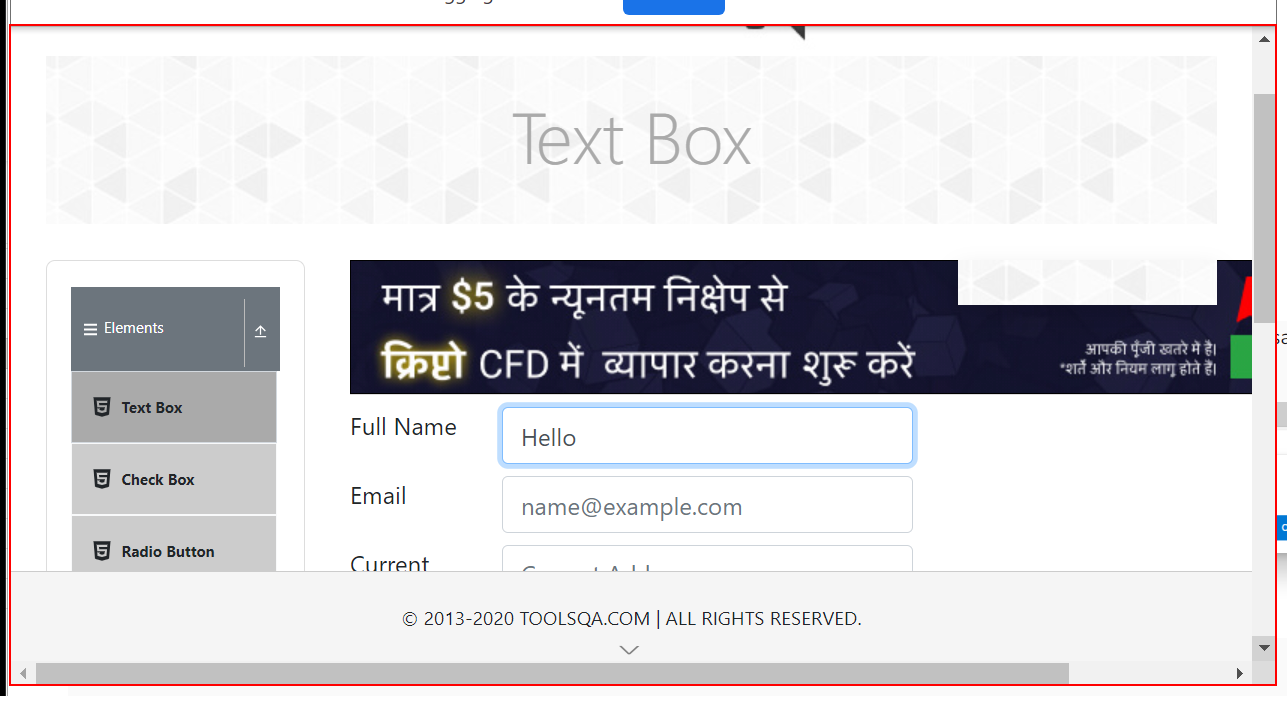 Text Box
Elements
Text Box
Check Box
Radio Button
मात्र $5 के न्यूनतम निक्षेप से
क्रिप्टो CFD में व्यापार करना शुरू करें
आपकी पूँजी खतरे में है।
*शर्तें और नियम लागू होते हैं।
Full Name
Hello
Email
name@example.com
Current
© 2013-2020 TOOLSQA.COM | ALL RIGHTS RESERVED.